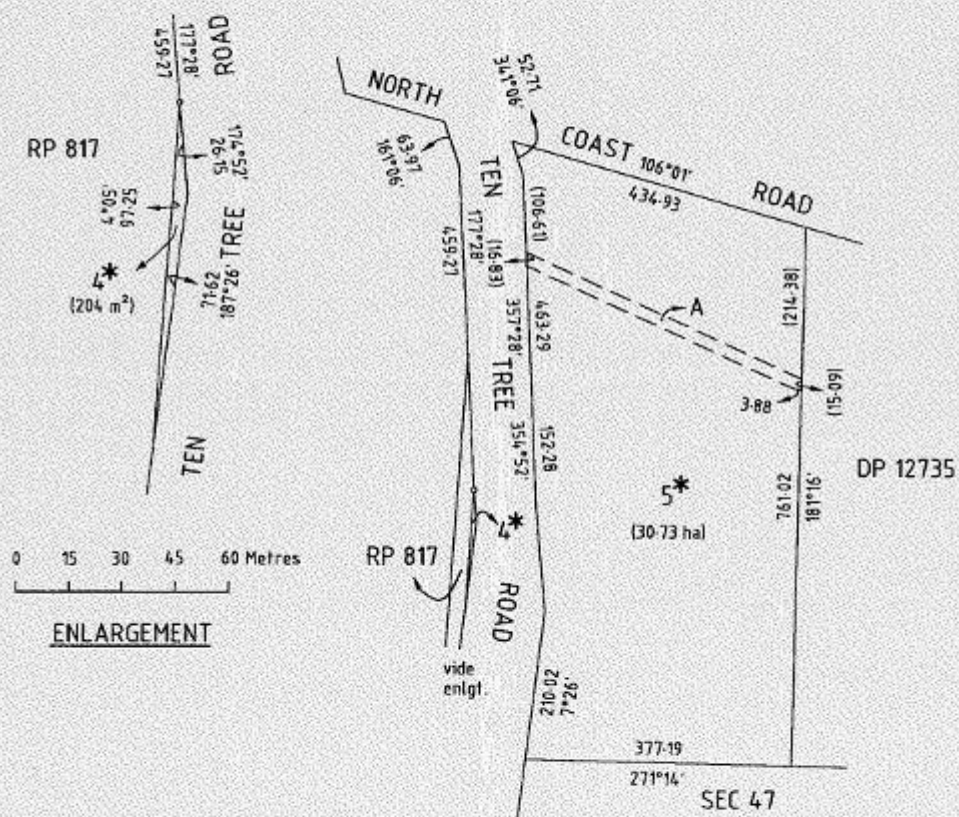 177°28'
459·27
ROAD
RP 817
174°52'
26·15
4°50'
97·25
4*
(204 m²)
TREE
71·62
187°26'
TEN
0 15 30 45 60 Metres
ENLARGEMENT
NORTH
52·71
341°06'
COAST
106°01'
434·93
ROAD
63·97
161°06'
TEN
(106·61)
177°28'
459·27
(16·83)
A
(214·38)
357°28'
463·29
TREE
3·88
(15·09)
354°52'
152·28
5*
(30·73 ha)
761·02
181°16'
DP 12735
4*
RP 817
ROAD
vide
enlgt.
210·02
7°26'
377·19
271°14'
SEC 47